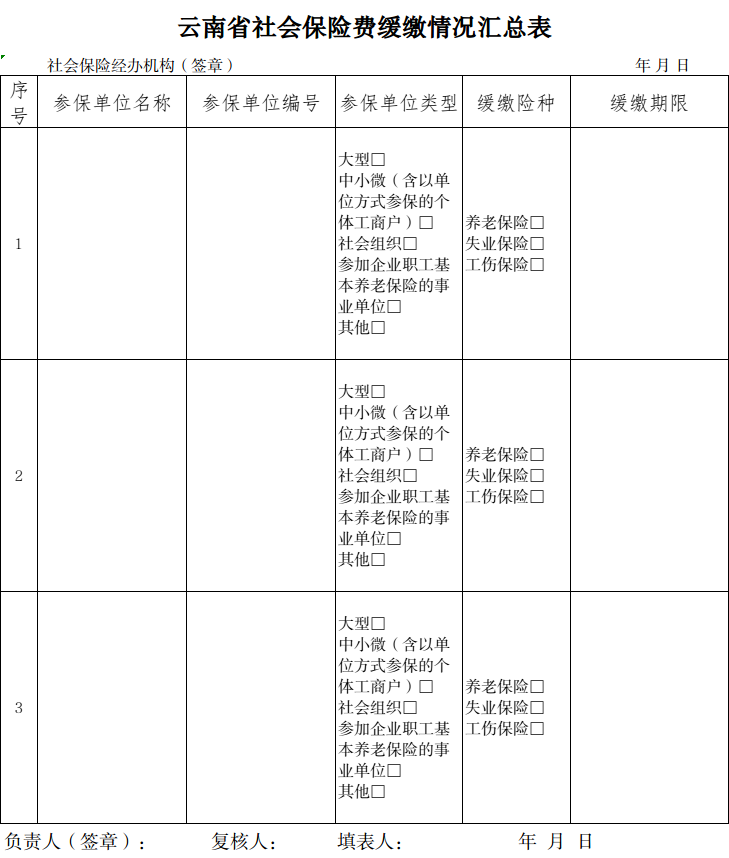 云南省社会保险费缓缴情况汇总表
社会保险经办机构（签章） 年 月 日
序号 参保单位名称 参保单位编号 参保单位类型 缓缴险种 缓缴期限
1
大型□
中小微（含以单
位方式参保的个
体工商户）□
社会组织□
参加企业职工基
本养老保险的事
业单位□
其他□
养老保险□
失业保险□
工伤保险□
2
大型□
中小微（含以单
位方式参保的个
体工商户）□
社会组织□
参加企业职工基
本养老保险的事
业单位□
其他□
养老保险□
失业保险□
工伤保险□
3
大型□
中小微（含以单
位方式参保的个
体工商户）□
社会组织□
参加企业职工基
本养老保险的事
业单位□
其他□
养老保险□
失业保险□
工伤保险□
负责人（签章）： 复核人： 填表人： 年 月 日